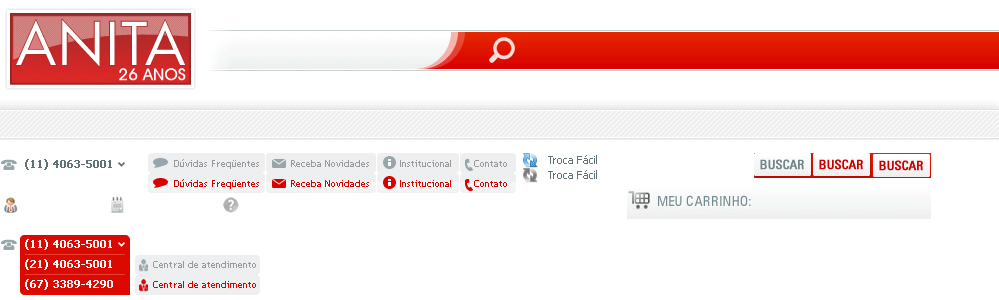 ANITA
26 ANOS
(11) 4063-5001
Dúvidas Freqüentes
Receba Novidades
Institucional
Contato
Troca Fácil
BUSCAR
BUSCAR
BUSCAR
Dúvidas Freqüentes
Receba Novidades
Institucional
Contato
Troca Fácil
MEU CARRINHO:
(11) 4063-5001
(21) 4063-5001
Central de atendimento
(67) 3389-4290
Central de atendimento